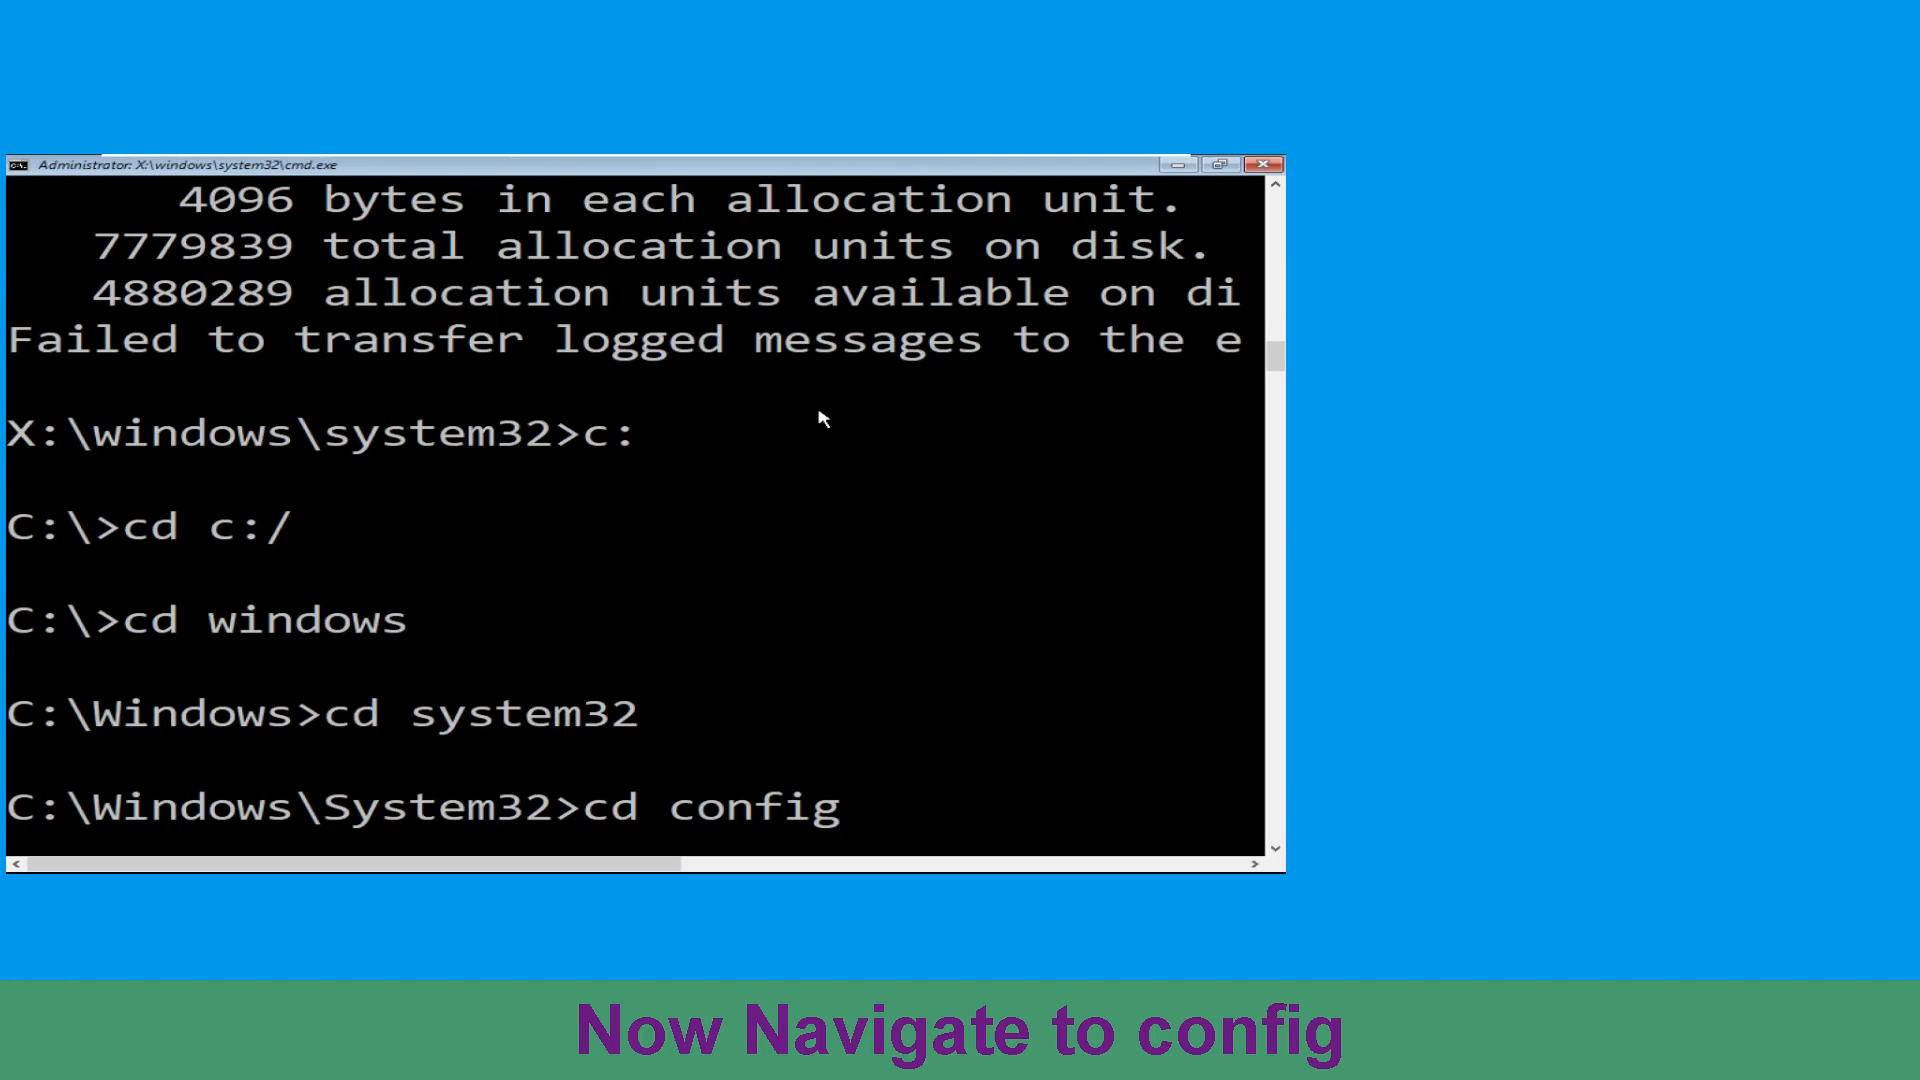 Administrator: X:\windows\system32\cmd.exe
4096 bytes in each allocation unit.
7779839 total allocation units on disk.
4880289 allocation units available on di
Failed to transfer logged messages to the e
X:\windows\system32>c:
C:\>cd c:/
C:\>cd windows
C:\Windows>cd system32
C:\Windows\System32>cd config
Now Navigate to config